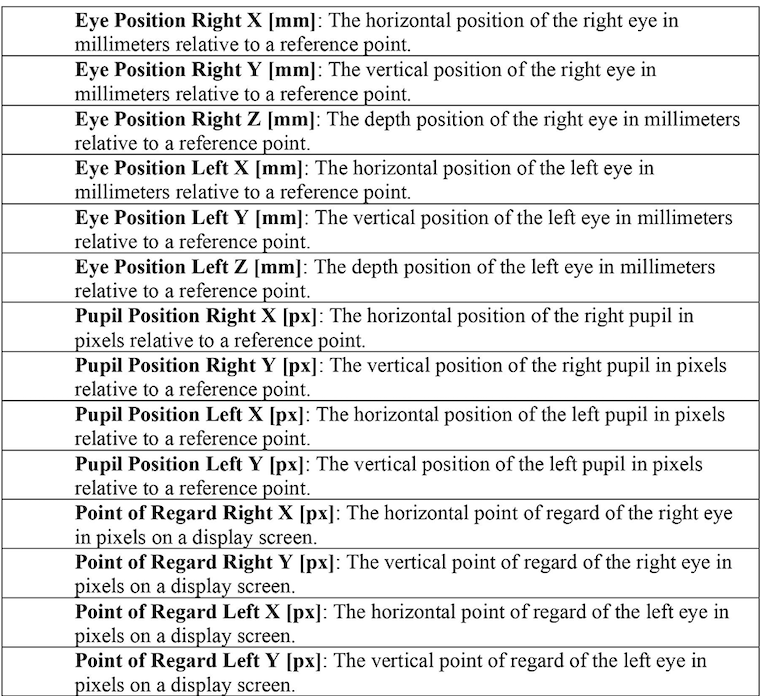 Eye Position Right X [mm]: The horizontal position of the right eye in
millimeters relative to a reference point.
Eye Position Right Y [mm]: The vertical position of the right eye in
millimeters relative to a reference point.
Eye Position Right Z [mm]: The depth position of the right eye in millimeters
relative to a reference point.
Eye Position Left X [mm]: The horizontal position of the left eye in
millimeters relative to a reference point.
Eye Position Left Y [mm]: The vertical position of the left eye in millimeters
relative to a reference point.
Eye Position Left Z [mm]: The depth position of the left eye in millimeters
relative to a reference point.
Pupil Position Right X [px]: The horizontal position of the right pupil in
pixels relative to a reference point.
Pupil Position Right Y [px]: The vertical position of the right pupil in pixels
relative to a reference point.
Pupil Position Left X [px]: The horizontal position of the left pupil in pixels
relative to a reference point.
Pupil Position Left Y [px]: The vertical position of the left pupil in pixels
relative to a reference point.
Point of Regard Right X [px]: The horizontal point of regard of the right eye
in pixels on a display screen.
Point of Regard Right Y [px]: The vertical point of regard of the right eye in
pixels on a display screen.
Point of Regard Left X [px]: The horizontal point of regard of the left eye in
pixels on a display screen.
Point of Regard Left Y [px]: The vertical point of regard of the left eye in
pixels on a display screen.